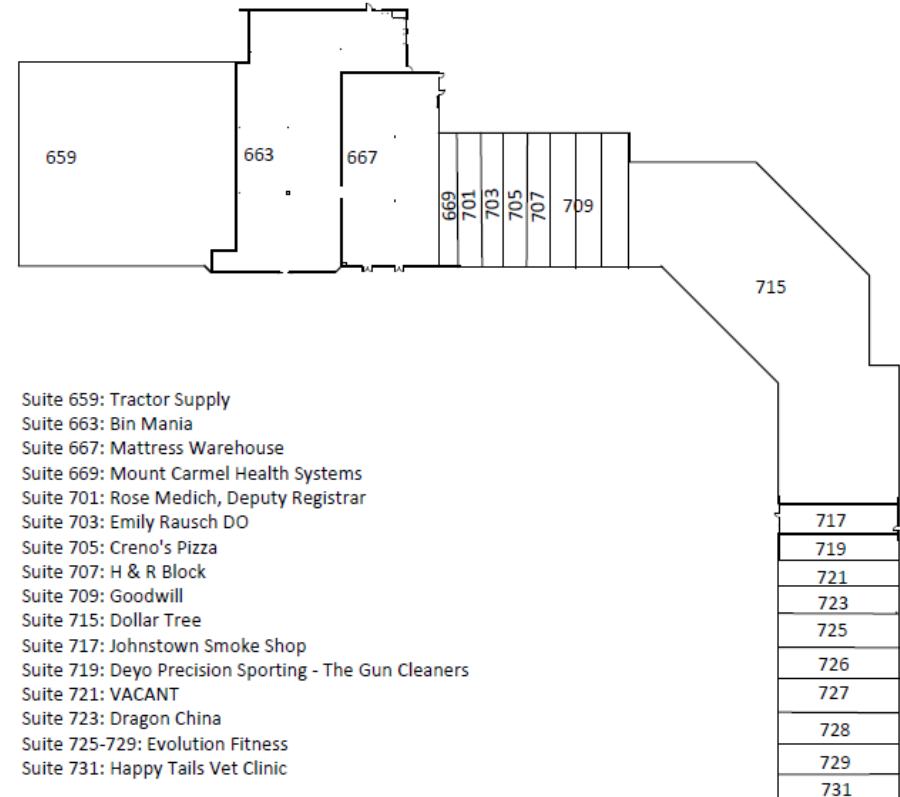 659
663
667
669
701
703
705
707
709
715
717
719
721
723
725
726
727
728
729
731
Suite 659: Tractor Supply
Suite 663: Bin Mania
Suite 667: Mattress Warehouse
Suite 669: Mount Carmel Health Systems
Suite 701: Rose Medich, Deputy Registrar
Suite 703: Emily Rausch DO
Suite 705: Creno's Pizza
Suite 707: H & R Block
Suite 709: Goodwill
Suite 715: Dollar Tree
Suite 717: Johnstown Smoke Shop
Suite 719: Deyo Precision Sporting - The Gun Cleaners
Suite 721: VACANT
Suite 723: Dragon China
Suite 725-729: Evolution Fitness
Suite 731: Happy Tails Vet Clinic